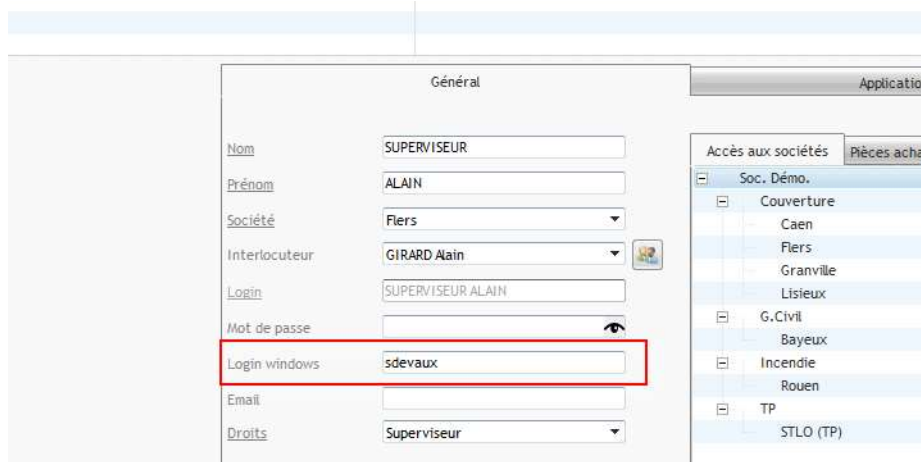 Général
Nom SUPERVISEUR
Prénom ALAIN
Société Flers
Interlocuteur GIRARD Alain
Login SUPERVISEUR ALAIN
Mot de passe
Login windows sdevaux
Email
Droits Superviseur
Applicatio
Accès aux sociétés Pièces acha
Soc. Démo.
Couverture
Caen
Flers
Granville
Lisieux
G.Civil
Bayeux
Incendie
Rouen
TP
STLO (TP)